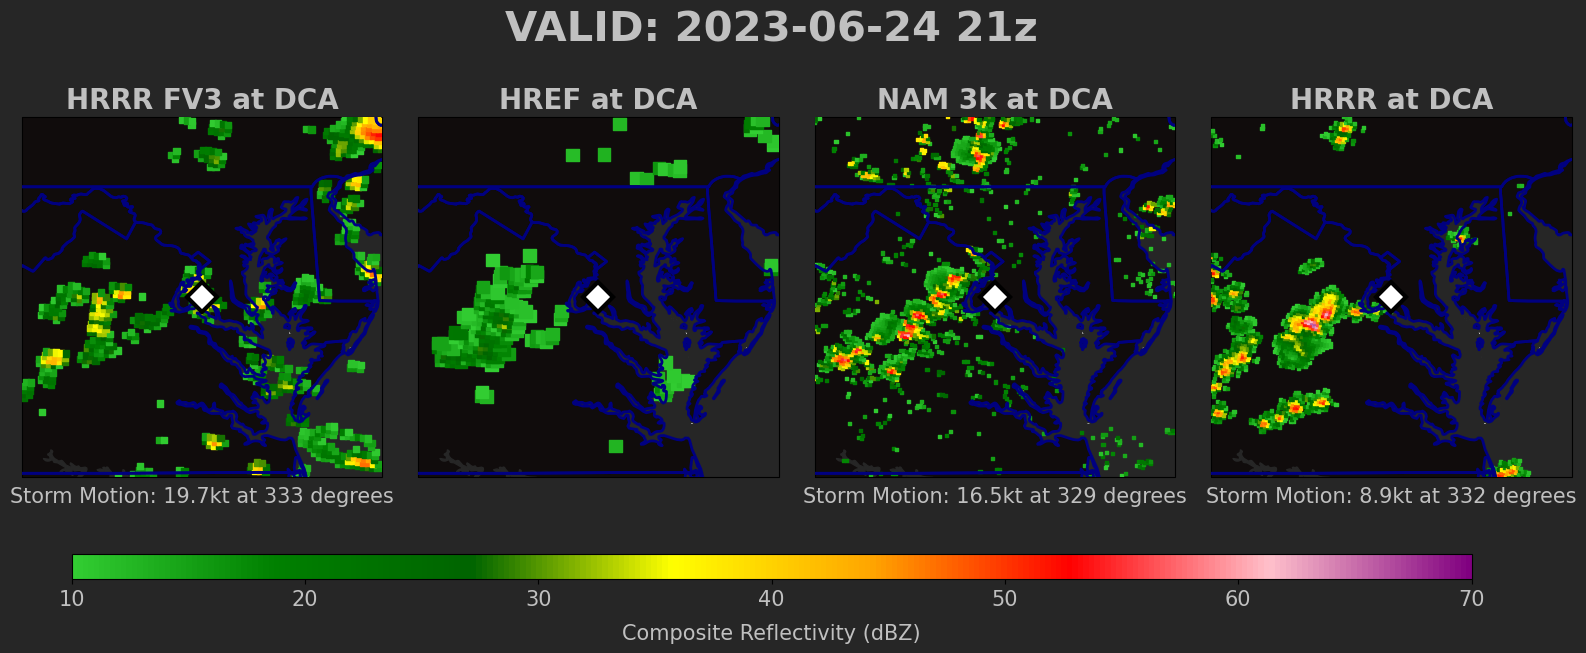 VALID: 2023-06-24 21z
HRRR FV3 at DCA
HREF at DCA
NAM 3k at DCA
HRRR at DCA
Storm Motion: 19.7kt at 333 degrees
Storm Motion: 16.5kt at 329 degrees
Storm Motion: 8.9kt at 332 degrees
10 20 30 40 50 60 70
Composite Reflectivity (dBZ)